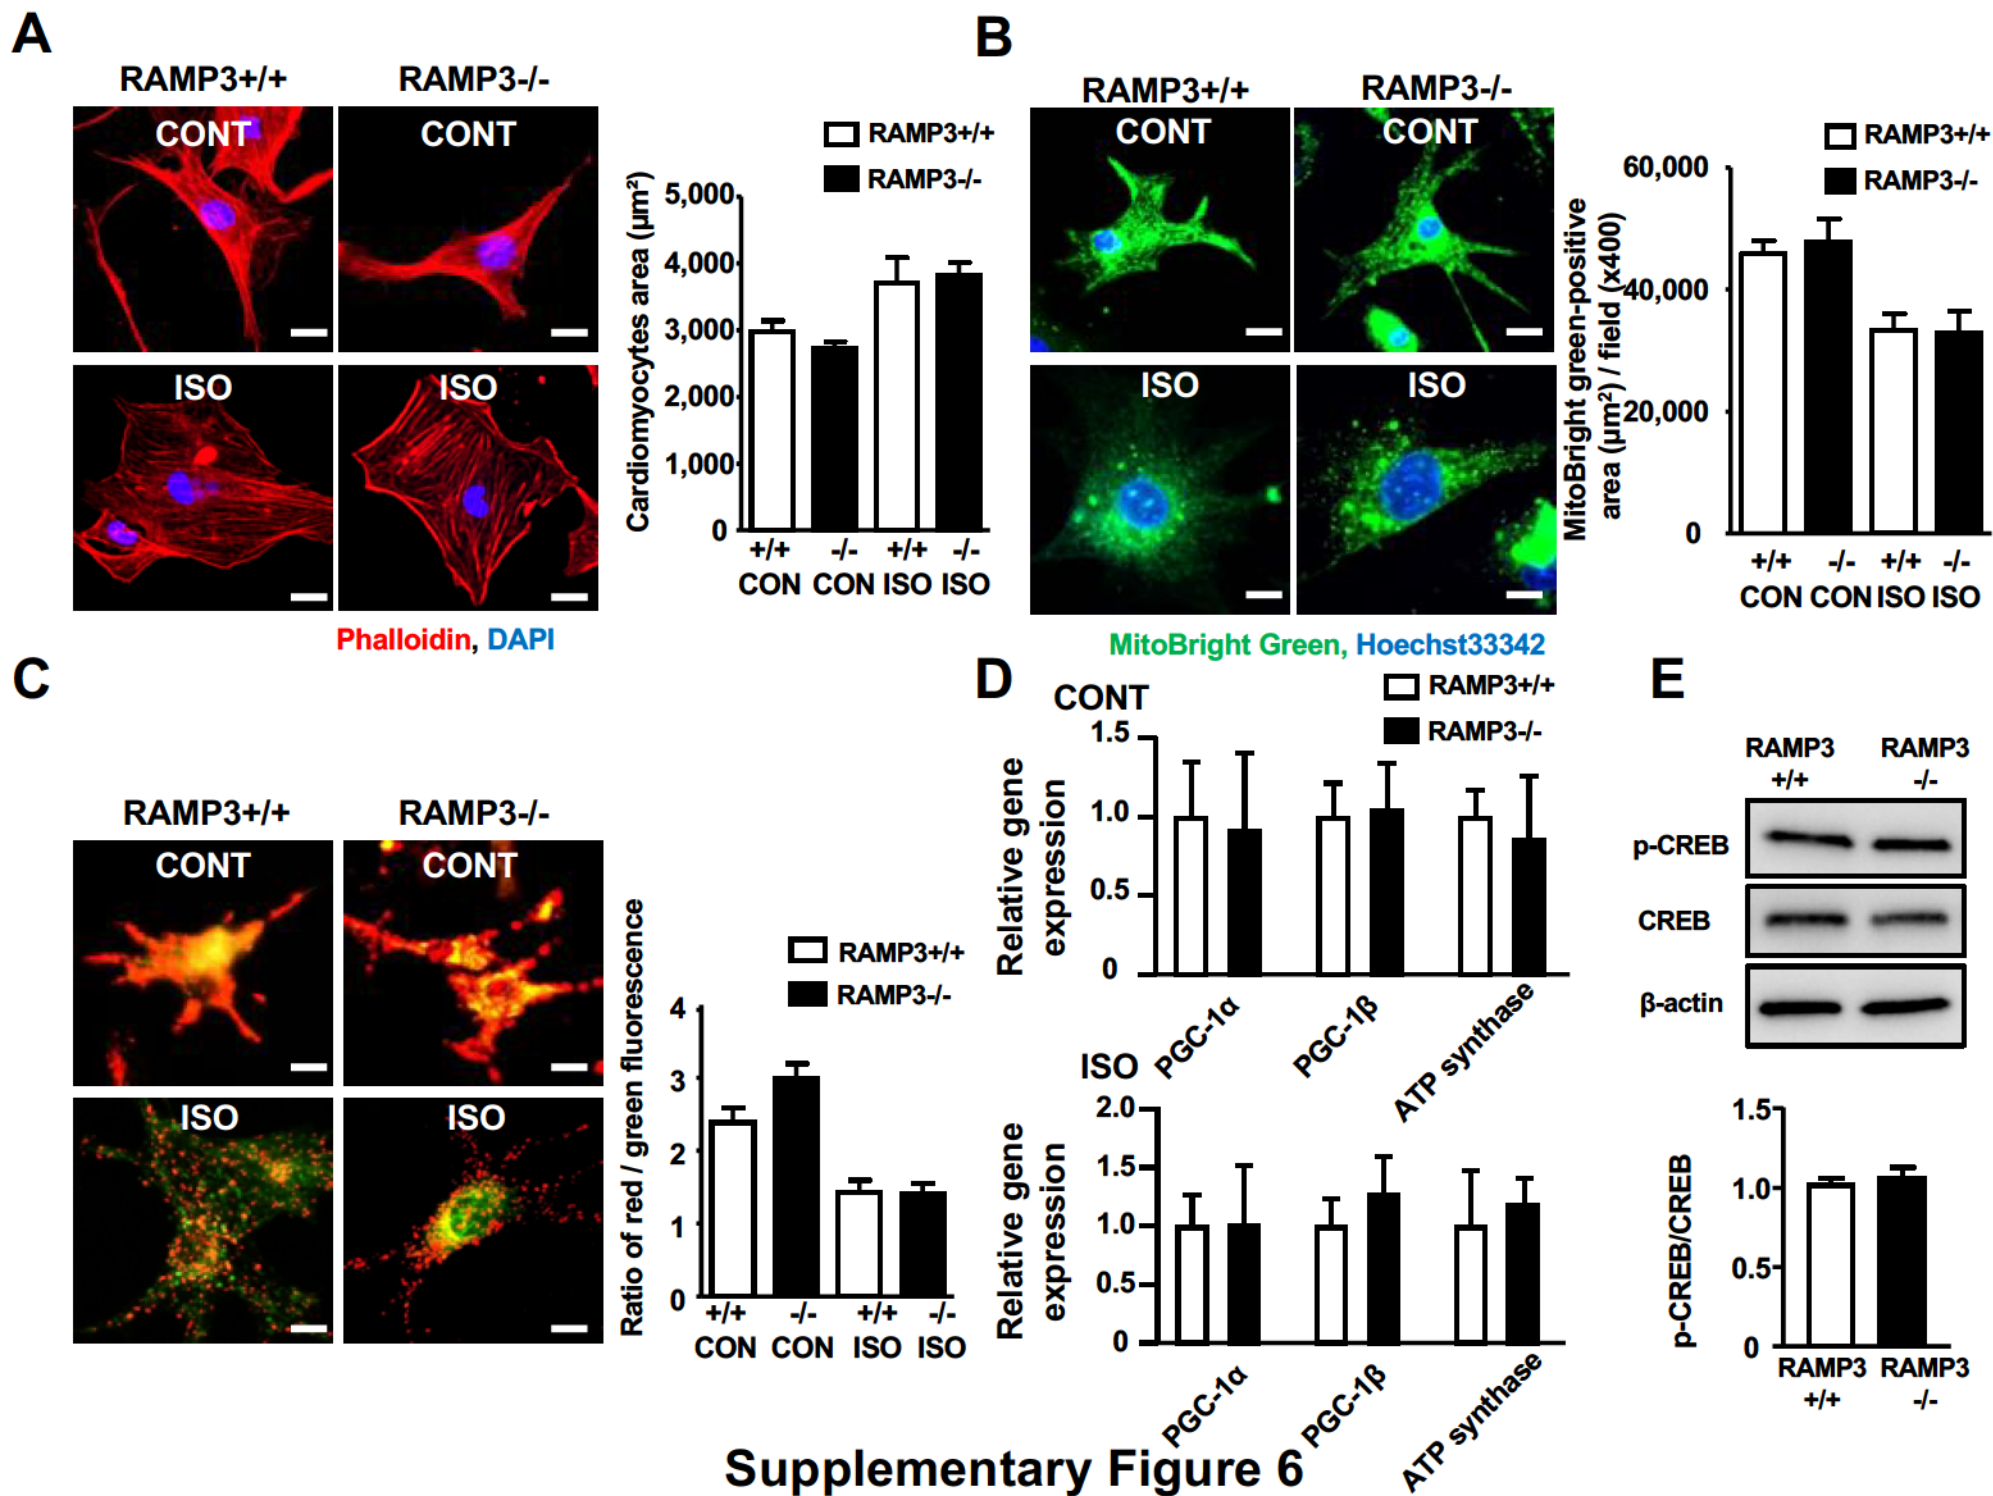 A
RAMP3+/+
RAMP3-/-
CONT
CONT
ISO
ISO
Phalloidin, DAPI
RAMP3+/+
RAMP3-/-
Cardiomyocytes area (µm²)
5,000
4,000
3,000
2,000
1,000
0
+/+ -/- +/+ -/-
CON CON ISO ISO
B
RAMP3+/+
RAMP3-/-
CONT
CONT
ISO
ISO
MitoBright Green, Hoechst33342
RAMP3+/+
RAMP3-/-
MitoBright green-positive
area (µm²) / field (x400)
60,000
40,000
20,000
0
+/+ -/- +/+ -/-
CON CON ISO ISO
C
RAMP3+/+
RAMP3-/-
CONT
CONT
ISO
ISO
RAMP3+/+
RAMP3-/-
Ratio of red / green fluorescence
4
3
2
1
0
+/+ -/- +/+ -/-
CON CON ISO ISO
D
CONT
RAMP3+/+
RAMP3-/-
Relative gene
expression
1.5
1.0
0.5
0
PGC-1α
PGC-1β
ATP synthase
ISO
Relative gene
expression
2.0
1.5
1.0
0.5
0
PGC-1α
PGC-1β
ATP synthase
E
RAMP3 RAMP3
+/+ -/-
p-CREB
CREB
β-actin
p-CREB/CREB
1.5
1.0
0.5
0
RAMP3 RAMP3
+/+ -/-
Supplementary Figure 6